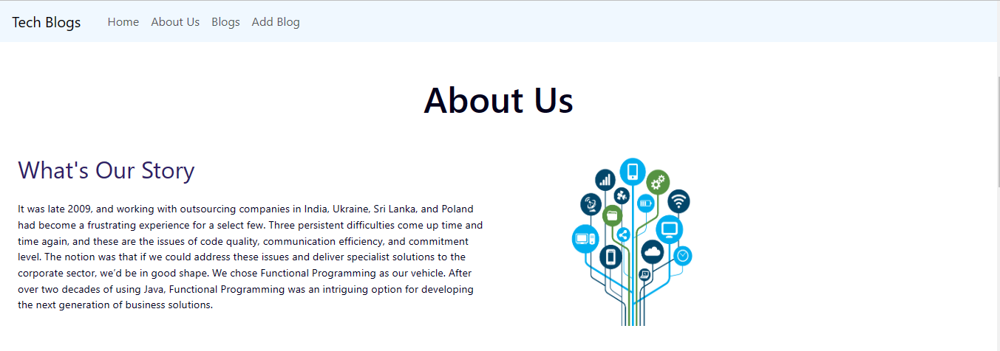 Tech Blogs Home About Us Blogs Add Blog
About Us
What's Our Story
It was late 2009, and working with outsourcing companies in India, Ukraine, Sri Lanka, and Poland
had become a frustrating experience for a select few. Three persistent difficulties come up time and
time again, and these are the issues of code quality, communication efficiency, and commitment
level. The notion was that if we could address these issues and deliver specialist solutions to the
corporate sector, we'd be in good shape. We chose Functional Programming as our vehicle. After
over two decades of using Java, Functional Programming was an intriguing option for developing
the next generation of business solutions.